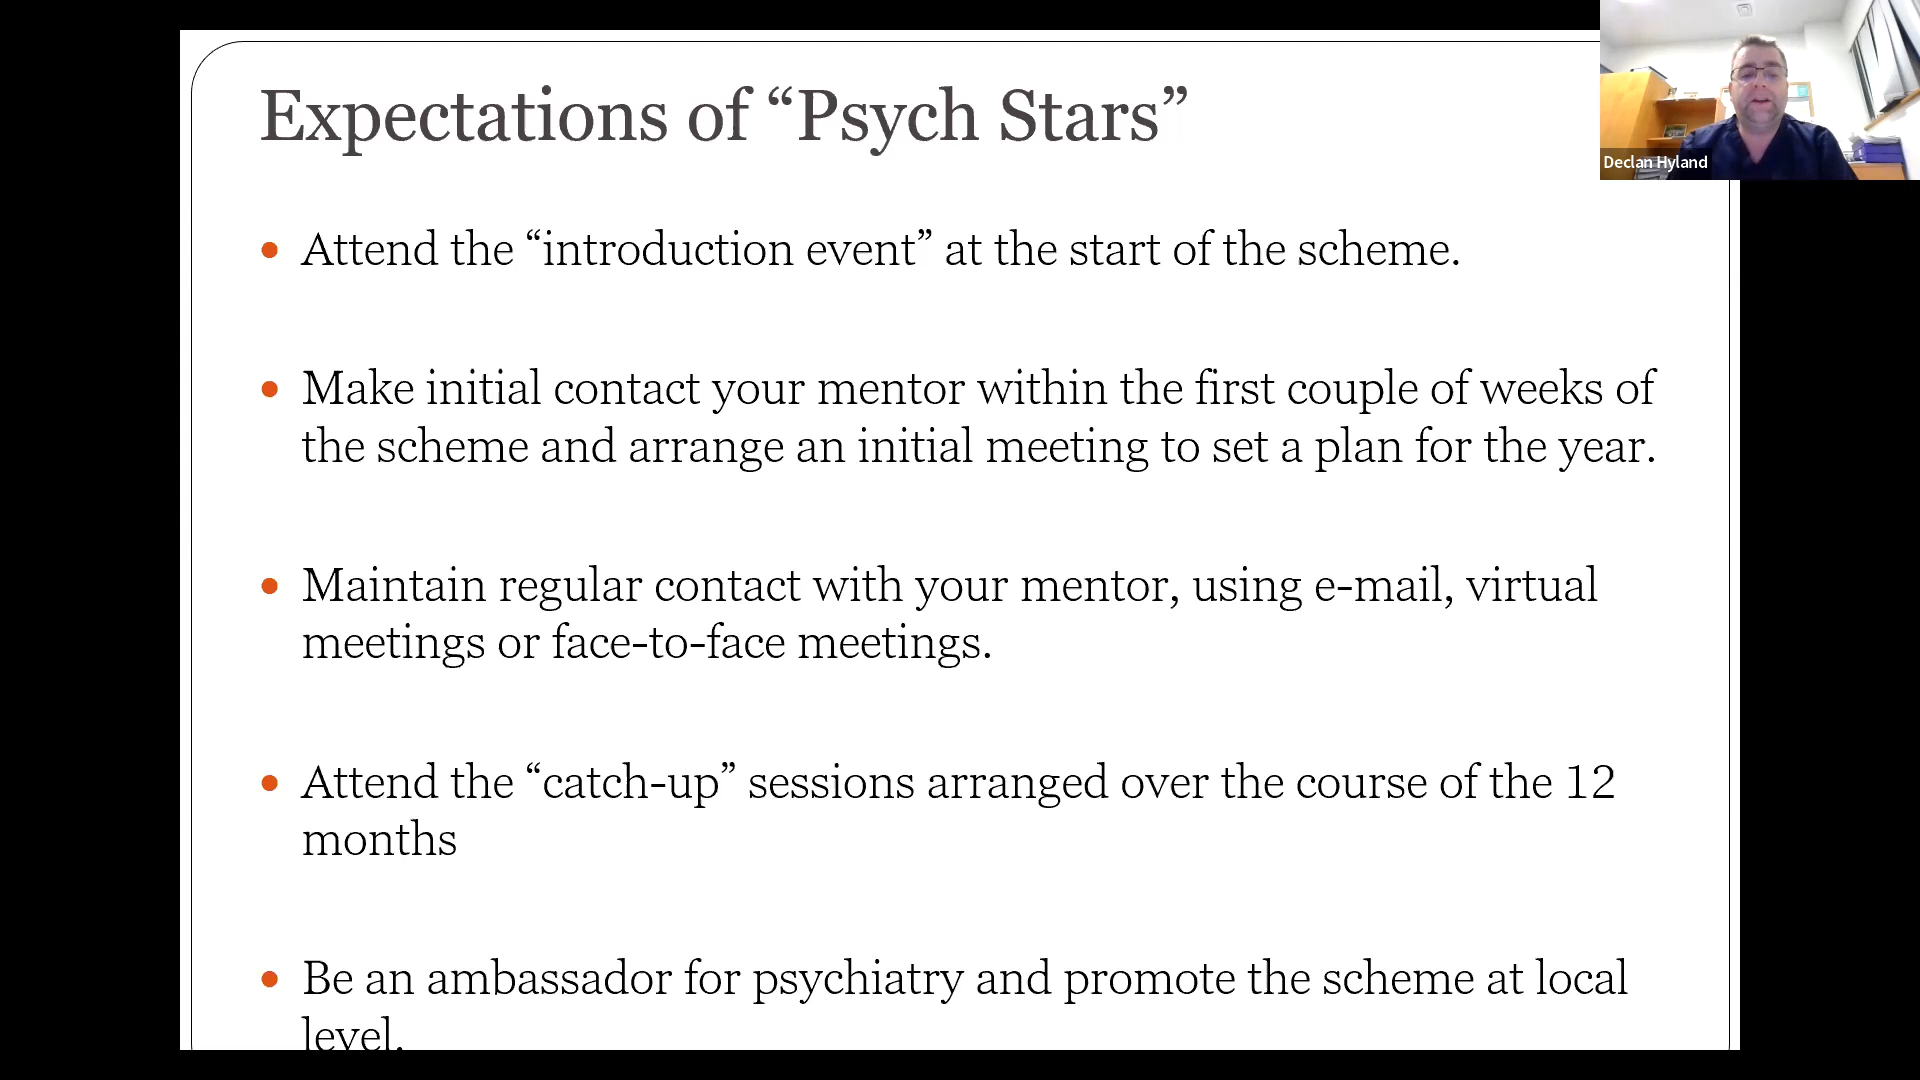 Expectations of “Psych Stars”
Declan Hyland
• Attend the “introduction event” at the start of the scheme.
• Make initial contact your mentor within the first couple of weeks of
the scheme and arrange an initial meeting to set a plan for the year.
• Maintain regular contact with your mentor, using e-mail, virtual
meetings or face-to-face meetings.
• Attend the “catch-up” sessions arranged over the course of the 12
months
• Be an ambassador for psychiatry and promote the scheme at local
level.